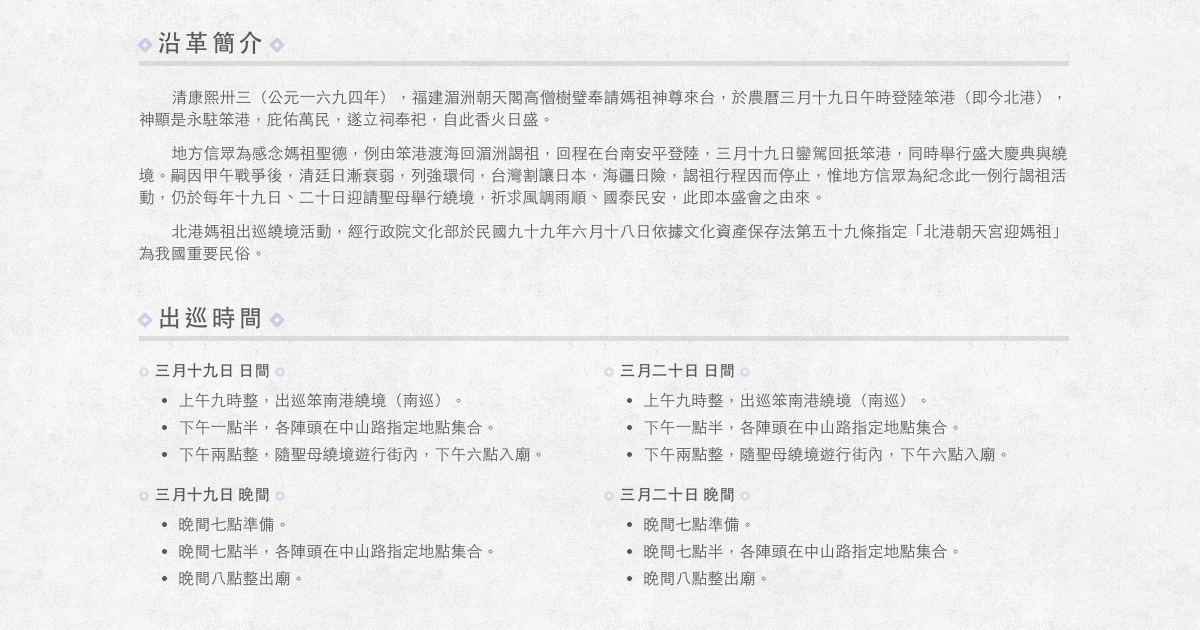 沿革簡介
清康熙卅三（公元一六九四年），福建湄洲朝天閣高僧樹璧奉請媽祖神尊來台，於農曆三月十九日午時登陸笨港（即今北港），
神顯是永駐笨港，庇佑萬民，遂立祠奉祀，自此香火日盛。
地方信眾為感念媽祖聖德，例由笨港渡海回湄洲謁祖，回程在台南安平登陸，三月十九日鑾駕回抵笨港，同時舉行盛大慶典與繞
境。嗣因甲午戰爭後，清廷日漸衰弱，列強環伺，台灣割讓日本，海疆日險，謁祖行程因而停止，惟地方信眾為紀念此一例行謁祖活
動，仍於每年十九日、二十日迎請聖母舉行繞境，祈求風調雨順、國泰民安，此即本盛會之由來。
北港媽祖出巡繞境活動，經行政院文化部於民國九十九年六月十八日依據文化資產保存法第五十九條指定「北港朝天宮迎媽祖」
為我國重要民俗。
出巡時間
三月十九日 日間
上午九時整，出巡笨南港繞境（南巡）。
下午一點半，各陣頭在中山路指定地點集合。
下午兩點整，隨聖母繞境遊行街內，下午六點入廟。
三月二十日 日間
上午九時整，出巡笨南港繞境（南巡）。
下午一點半，各陣頭在中山路指定地點集合。
下午兩點整，隨聖母繞境遊行街內，下午六點入廟。
三月十九日 晚間
晚間七點準備。
晚間七點半，各陣頭在中山路指定地點集合。
晚間八點整出廟。
三月二十日 晚間
晚間七點準備。
晚間七點半，各陣頭在中山路指定地點集合。
晚間八點整出廟。